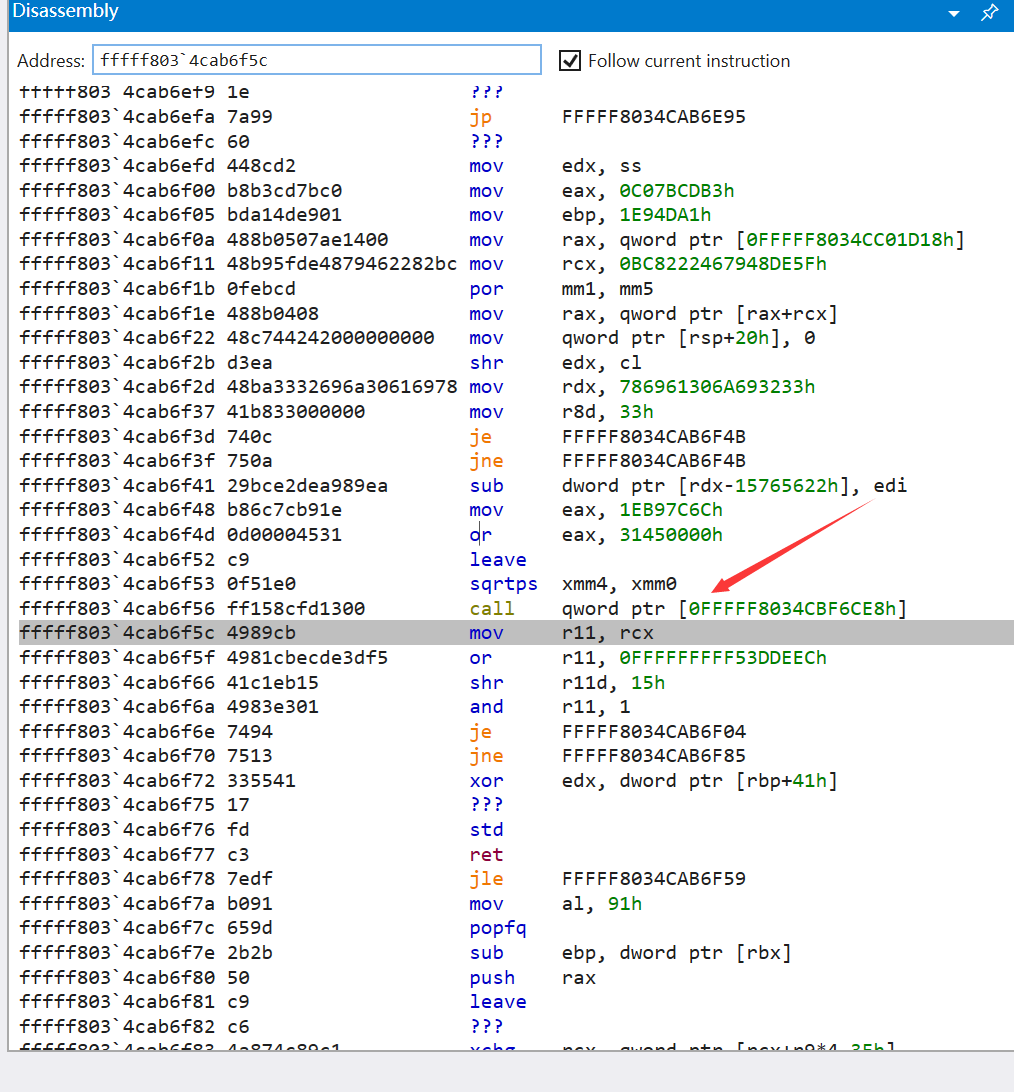 Disassembly
Address: fffff803`4cab6f5c Follow current instruction
fffff803`4cab6ef9 1e ???
fffff803`4cab6efa 7a99 jp FFFFF8034CAB6E95
fffff803`4cab6efc 60 ???
fffff803`4cab6efd 448cd2 mov edx, ss
fffff803`4cab6f00 b8b3cd7bc0 mov eax, 0C07BCDB3h
fffff803`4cab6f05 bda14de901 mov ebp, 1E94DA1h
fffff803`4cab6f0a 488b0507ae1400 mov rax, qword ptr [0FFFFF8034CC01D18h]
fffff803`4cab6f11 48b95fde4879462282bc mov rcx, 0BC8222467948DE5Fh
fffff803`4cab6f1b 0febcd por mm1, mm5
fffff803`4cab6f1e 488b0408 mov rax, qword ptr [rax+rcx]
fffff803`4cab6f22 48c744242000000000 mov qword ptr [rsp+20h], 0
fffff803`4cab6f2b d3ea shr edx, cl
fffff803`4cab6f2d 48ba3332696a30616978 mov rdx, 786961306A693233h
fffff803`4cab6f37 41b833000000 mov r8d, 33h
fffff803`4cab6f3d 740c je FFFFF8034CAB6F4B
fffff803`4cab6f3f 750a jne FFFFF8034CAB6F4B
fffff803`4cab6f41 29bce2dea989ea sub dword ptr [rdx-15765622h], edi
fffff803`4cab6f48 b86c7cb91e mov eax, 1EB97C6Ch
fffff803`4cab6f4d 0d00004531 or eax, 31450000h
fffff803`4cab6f52 c9 leave
fffff803`4cab6f53 0f51e0 sqrtps xmm4, xmm0
fffff803`4cab6f56 ff158cfd1300 call qword ptr [0FFFFF8034CBF6CE8h]
fffff803`4cab6f5c 4989cb mov r11, rcx
fffff803`4cab6f5f 4981cbecde3df5 or r11, 0FFFFFFFFF53DDEECh
fffff803`4cab6f66 41c1eb15 shr r11d, 15h
fffff803`4cab6f6a 4983e301 and r11, 1
fffff803`4cab6f6e 7494 je FFFFF8034CAB6F04
fffff803`4cab6f70 7513 jne FFFFF8034CAB6F85
fffff803`4cab6f72 335541 xor edx, dword ptr [rbp+41h]
fffff803`4cab6f75 17 ???
fffff803`4cab6f76 fd std
fffff803`4cab6f77 c3 ret
fffff803`4cab6f78 7edf jle FFFFF8034CAB6F59
fffff803`4cab6f7a b091 mov al, 91h
fffff803`4cab6f7c 659d popfq
fffff803`4cab6f7e 2b2b sub ebp, dword ptr [rbx]
fffff803`4cab6f80 50 push rax
fffff803`4cab6f81 c9 leave
fffff803`4cab6f82 c6 ???